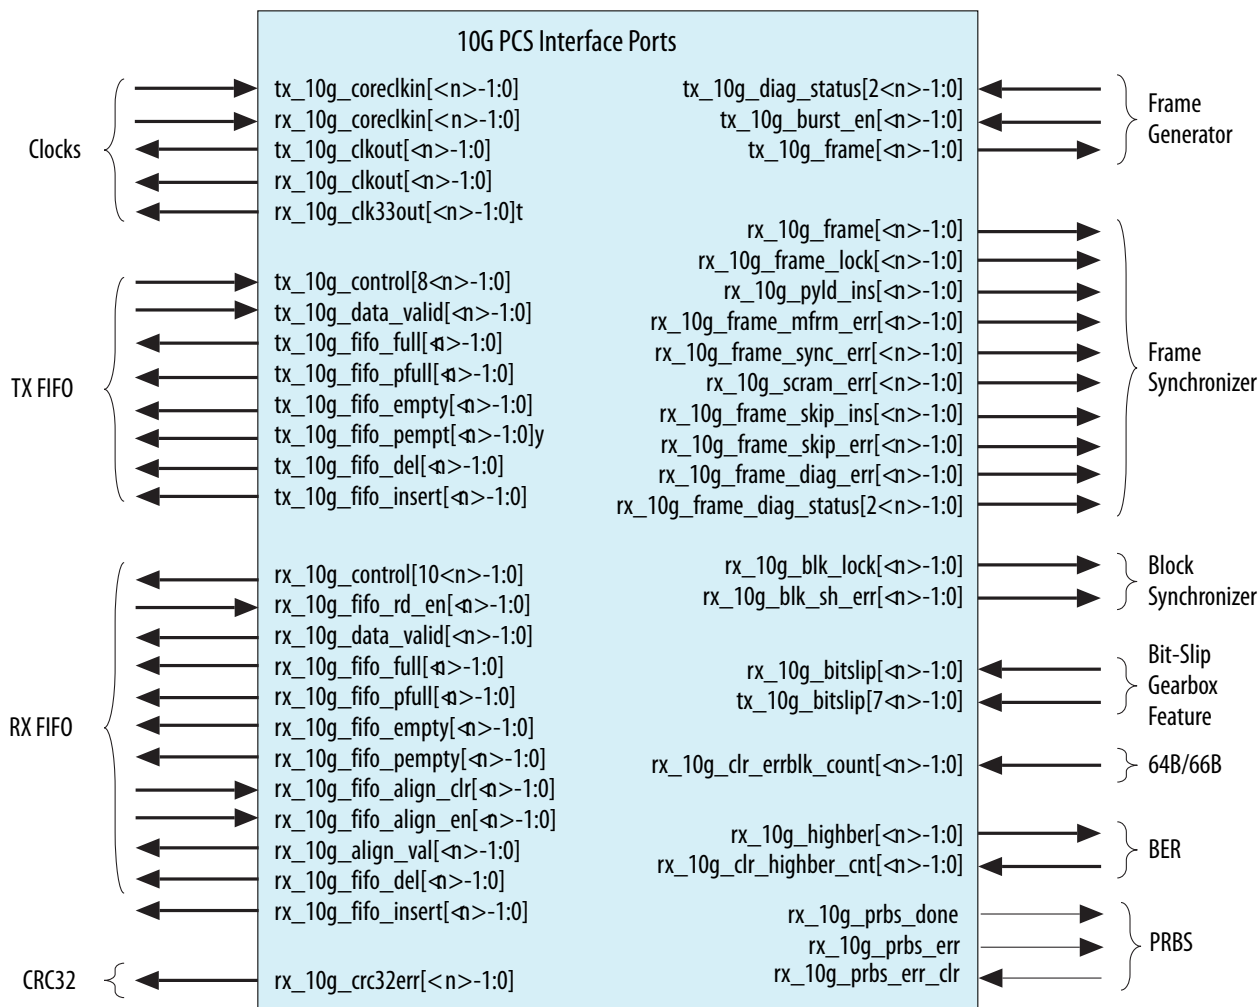 10G PCS Interface Ports
Clocks
tx_10g_coreclkin[<n>-1:0]
rx_10g_coreclkin[<n>-1:0]
tx_10g_clkout[<n>-1:0]
rx_10g_clkout[<n>-1:0]
rx_10g_clk33out[<n>-1:0]t
TX FIFO
tx_10g_control[8<n>-1:0]
tx_10g_data_valid[<n>-1:0]
tx_10g_fifo_full[<n>-1:0]
tx_10g_fifo_pfull[<n>-1:0]
tx_10g_fifo_empty[<n>-1:0]
tx_10g_fifo_pempt[<n>-1:0]y
tx_10g_fifo_del[<n>-1:0]
tx_10g_fifo_insert[<n>-1:0]
RX FIFO
rx_10g_control[10<n>-1:0]
rx_10g_fifo_rd_en[<n>-1:0]
rx_10g_data_valid[<n>-1:0]
rx_10g_fifo_full[<n>-1:0]
rx_10g_fifo_pfull[<n>-1:0]
rx_10g_fifo_empty[<n>-1:0]
rx_10g_fifo_pempty[<n>-1:0]
rx_10g_fifo_align_clr[<n>-1:0]
rx_10g_fifo_align_en[<n>-1:0]
rx_10g_align_val[<n>-1:0]
rx_10g_fifo_del[<n>-1:0]
rx_10g_fifo_insert[<n>-1:0]
CRC32
rx_10g_crc32err[<n>-1:0]
tx_10g_diag_status[2<n>-1:0]
tx_10g_burst_en[<n>-1:0]
tx_10g_frame[<n>-1:0]
Frame
Generator
rx_10g_frame[<n>-1:0]
rx_10g_frame_lock[<n>-1:0]
rx_10g_pyld_ins[<n>-1:0]
rx_10g_frame_mfrm_err[<n>-1:0]
rx_10g_frame_sync_err[<n>-1:0]
rx_10g_scram_err[<n>-1:0]
rx_10g_frame_skip_ins[<n>-1:0]
rx_10g_frame_skip_err[<n>-1:0]
rx_10g_frame_diag_err[<n>-1:0]
rx_10g_frame_diag_status[2<n>-1:0]
Frame
Synchronizer
rx_10g_blk_lock[<n>-1:0]
rx_10g_blk_sh_err[<n>-1:0]
Block
Synchronizer
rx_10g_bitslip[<n>-1:0]
tx_10g_bitslip[7<n>-1:0]
Bit-Slip
Gearbox
Feature
rx_10g_clr_errblk_count[<n>-1:0]
64B/66B
rx_10g_highber[<n>-1:0]
rx_10g_clr_highber_cnt[<n>-1:0]
BER
rx_10g_prbs_done
rx_10g_prbs_err
rx_10g_prbs_err_clr
PRBS